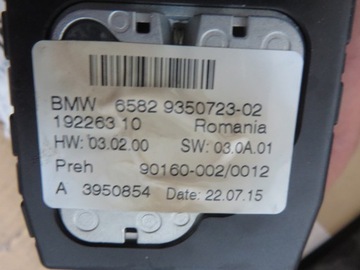 BMW 6582 9350723-02
192263 10 Romania
HW: 03.02.00 SW: 03.0A.01
Preh 90160-002/0012
A 3950854 Date: 22.07.15